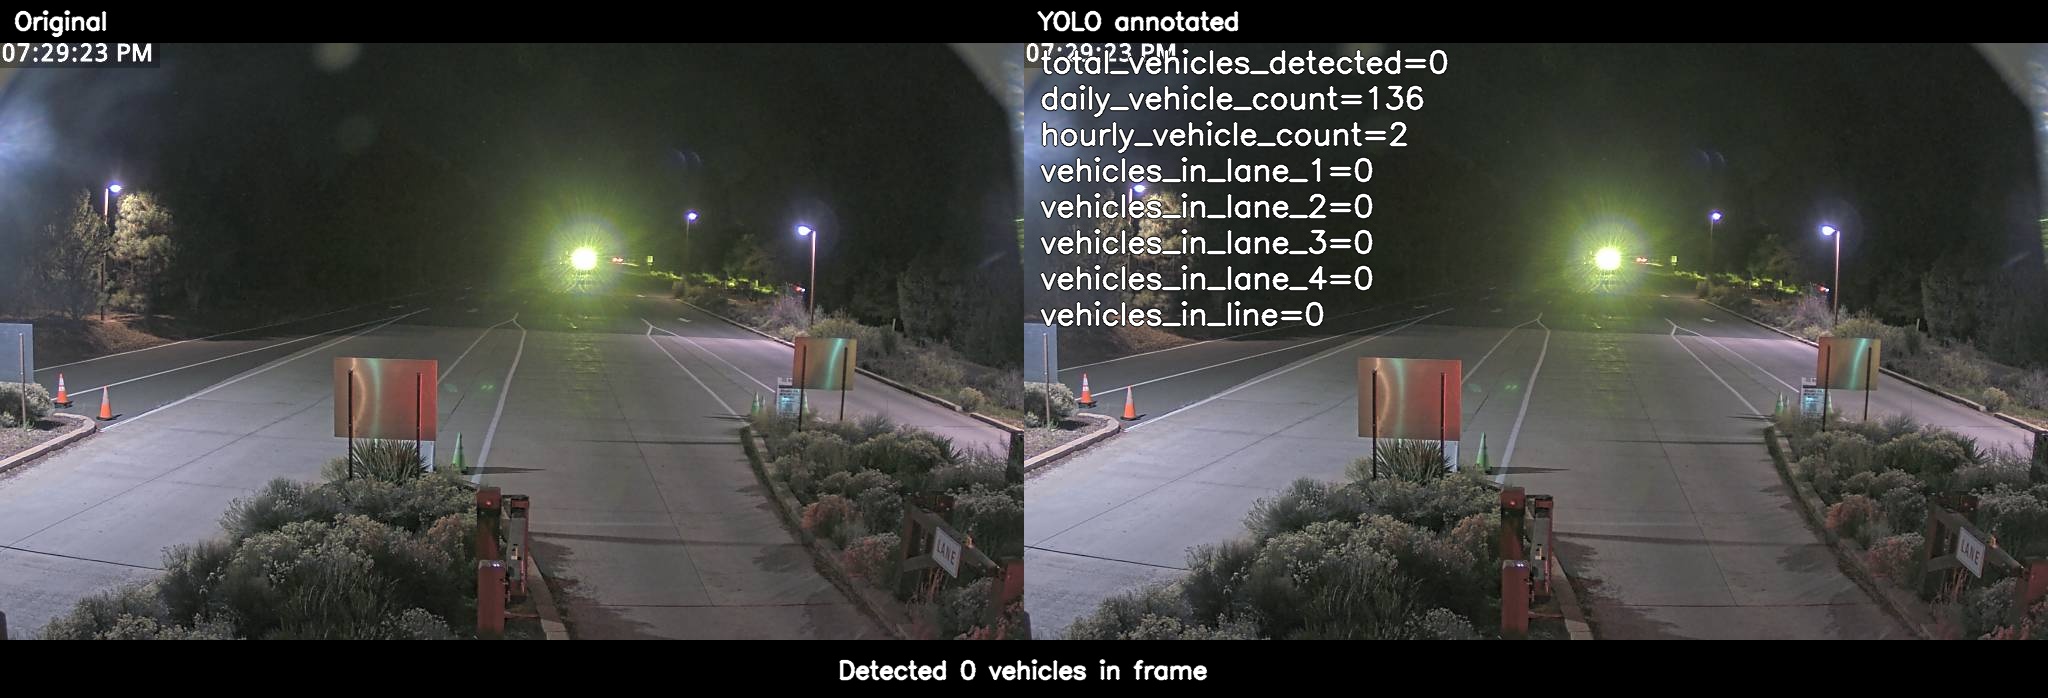 Original
07:29:23 PM
LANE
YOLO annotated
07:29:23 PM
total_vehicles_detected=0
daily_vehicle_count=136
hourly_vehicle_count=2
vehicles_in_lane_1=0
vehicles_in_lane_2=0
vehicles_in_lane_3=0
vehicles_in_lane_4=0
vehicles_in_line=0
LANE
Detected 0 vehicles in frame